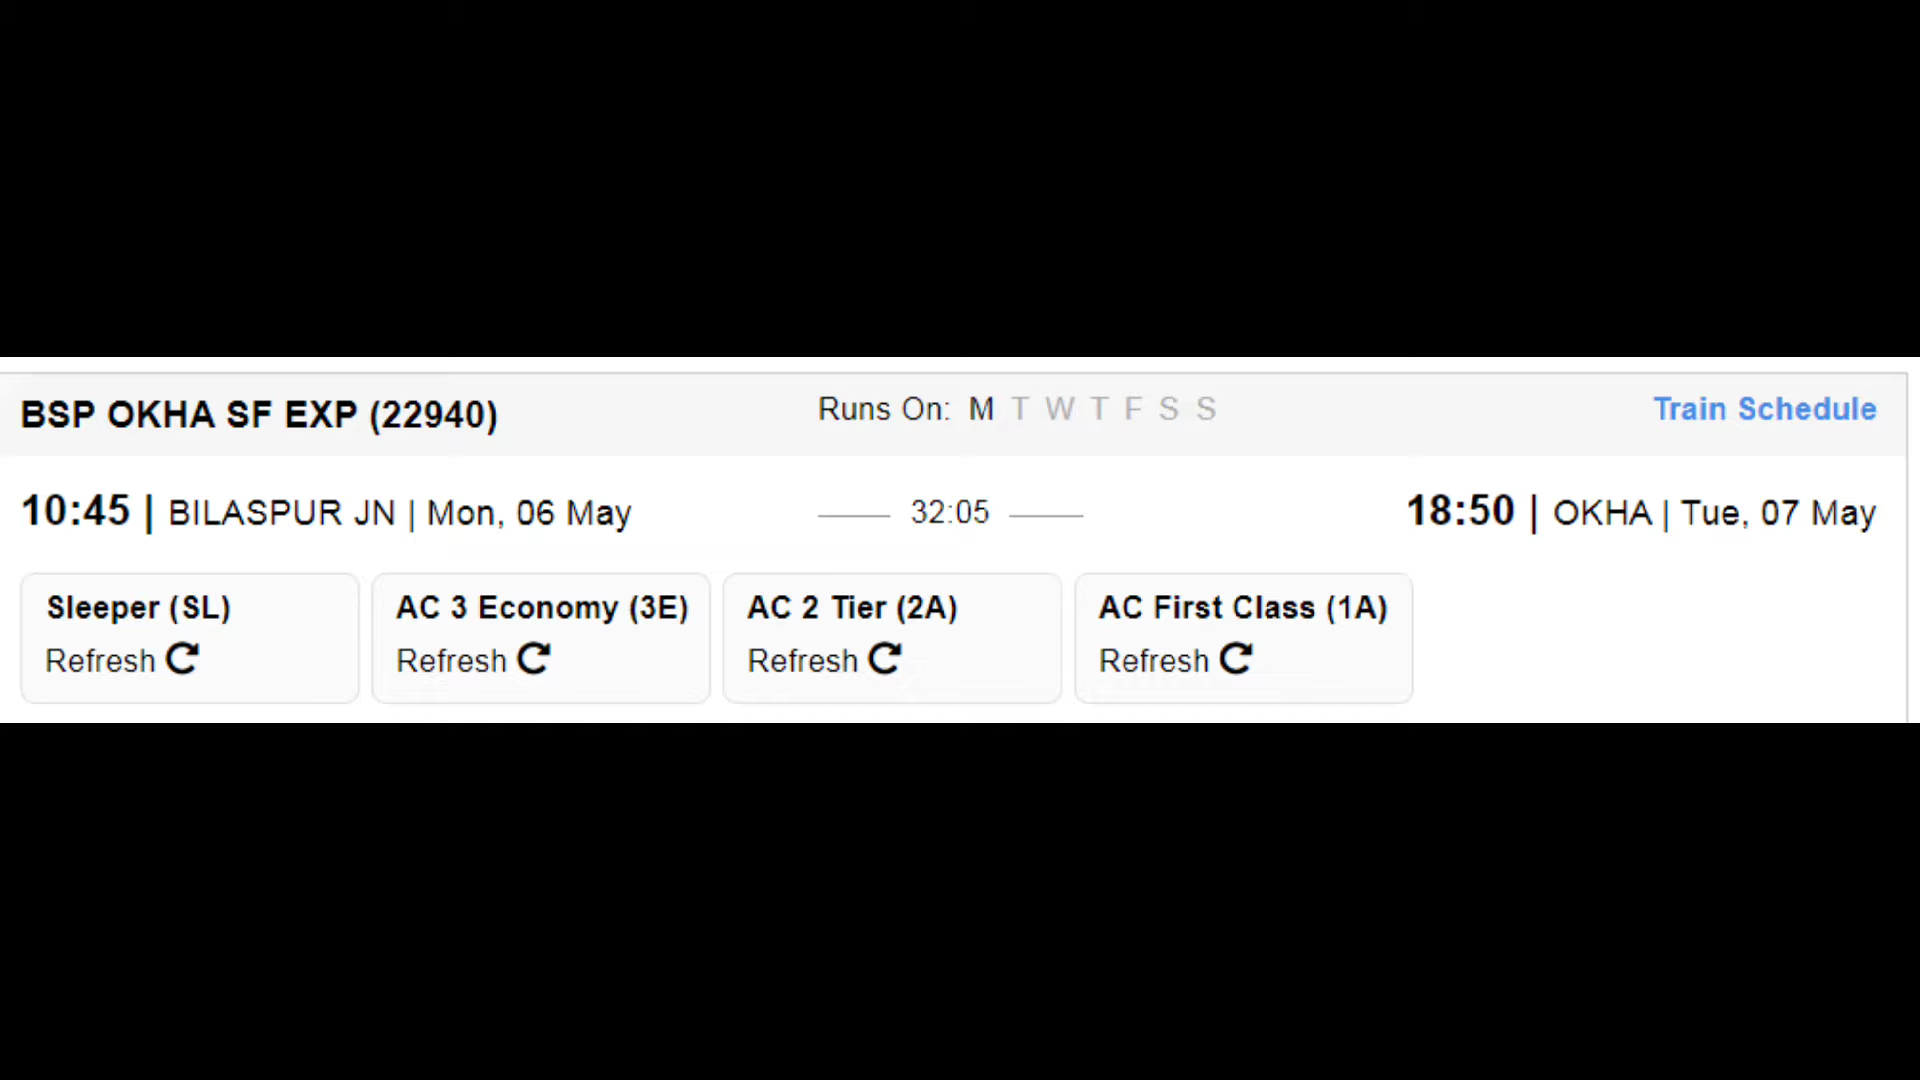 BSP OKHA SF EXP (22940) Runs On: M T W T F S S Train Schedule
10:45 | BILASPUR JN | Mon, 06 May 32:05 18:50 | OKHA | Tue, 07 May
Sleeper (SL) AC 3 Economy (3E) AC 2 Tier (2A) AC First Class (1A)
Refresh Refresh Refresh Refresh